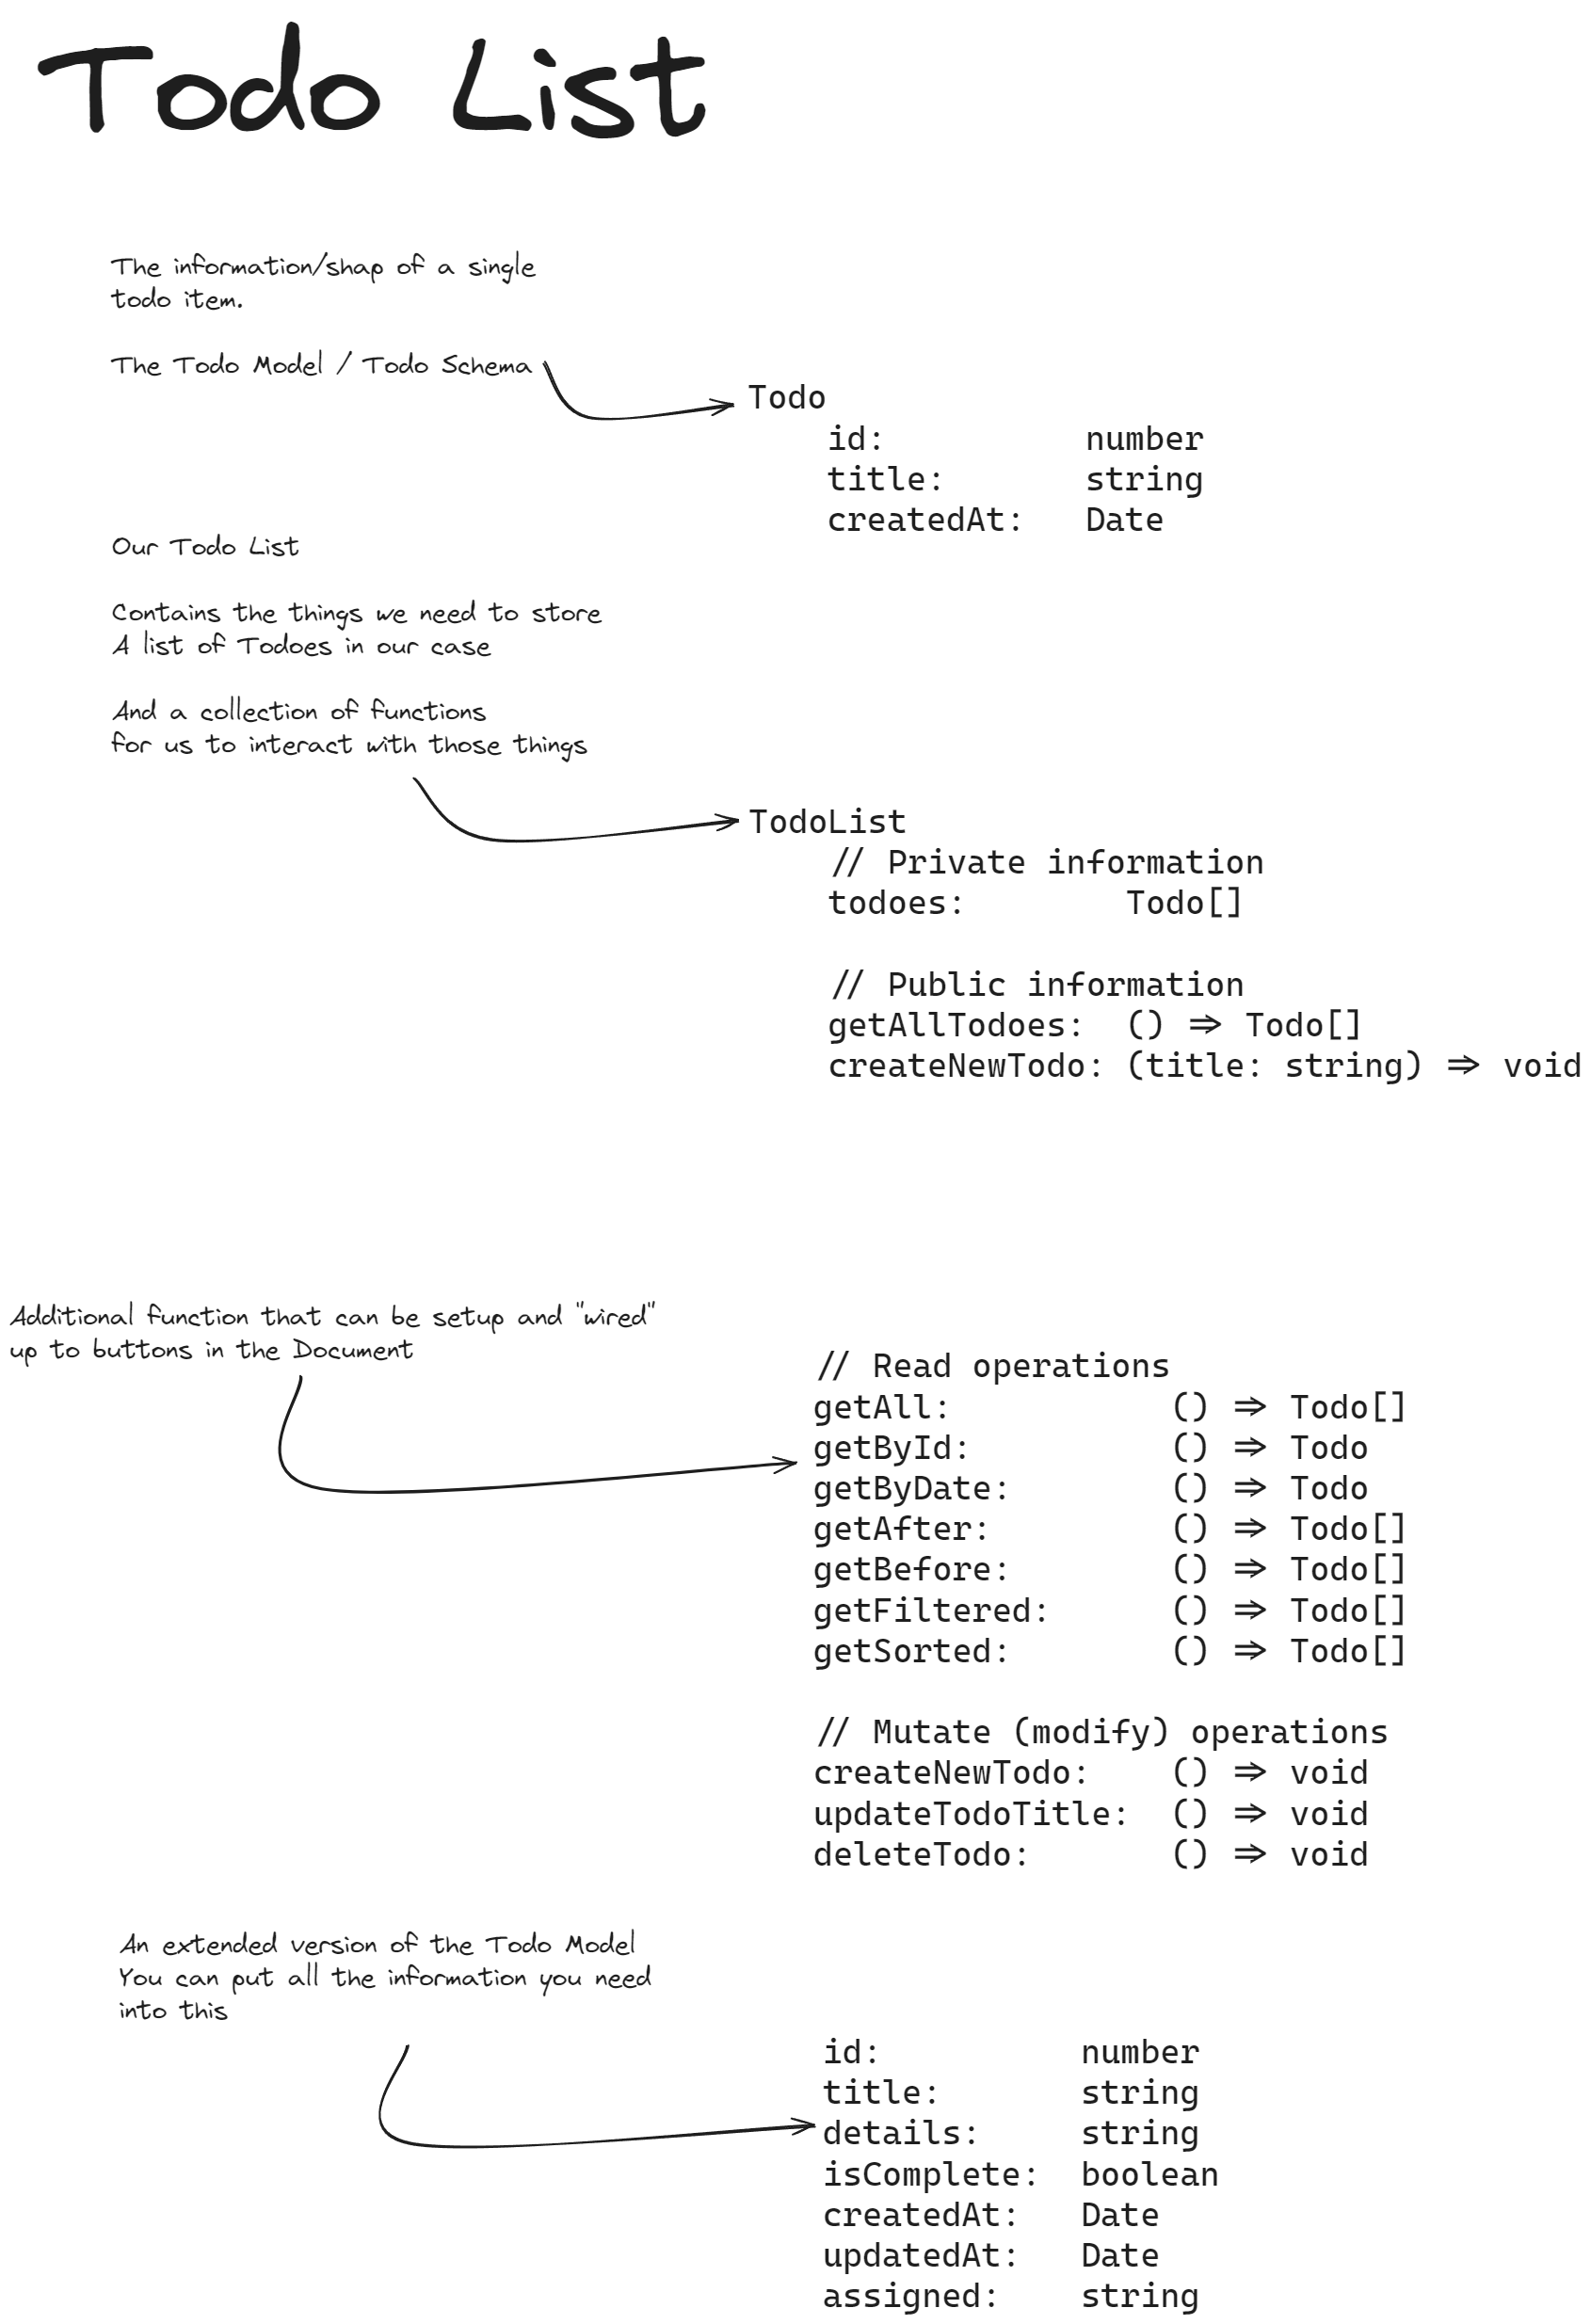 Todo List
The information/shap of a single
todo item.
The Todo Model / Todo Schema
Todo
id: number
title: string
createdAt: Date
Our Todo List
Contains the things we need to store
A list of Todoes in our case
And a collection of functions
for us to interact with those things
TodoList
// Private information
todoes: Todo[]
// Public information
getAllTodoes: () => Todo[]
createNewTodo: (title: string) => void
Additional function that can be setup and "wired"
up to buttons in the Document
// Read operations
getAll: () => Todo[]
getById: () => Todo
getByDate: () => Todo
getAfter: () => Todo[]
getBefore: () => Todo[]
getFiltered: () => Todo[]
getSorted: () => Todo[]
// Mutate (modify) operations
createNewTodo: () => void
updateTodoTitle: () => void
deleteTodo: () => void
An extended version of the Todo Model
You can put all the information you need
into this
id: number
title: string
details: string
isComplete: boolean
createdAt: Date
updatedAt: Date
assigned: string